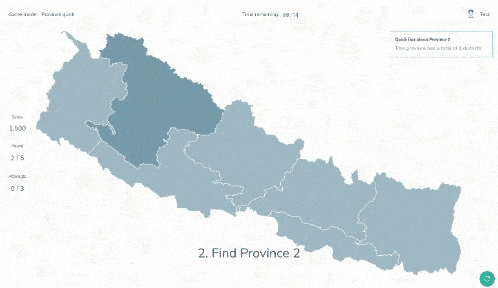 Game mode: Province quick
Time remaining: 00:14
Test
Quick fact about Province 2
This province has a total of 8 districts
Score
1,500
Round
2 / 5
Attempts
0 / 3
2. Find Province 2